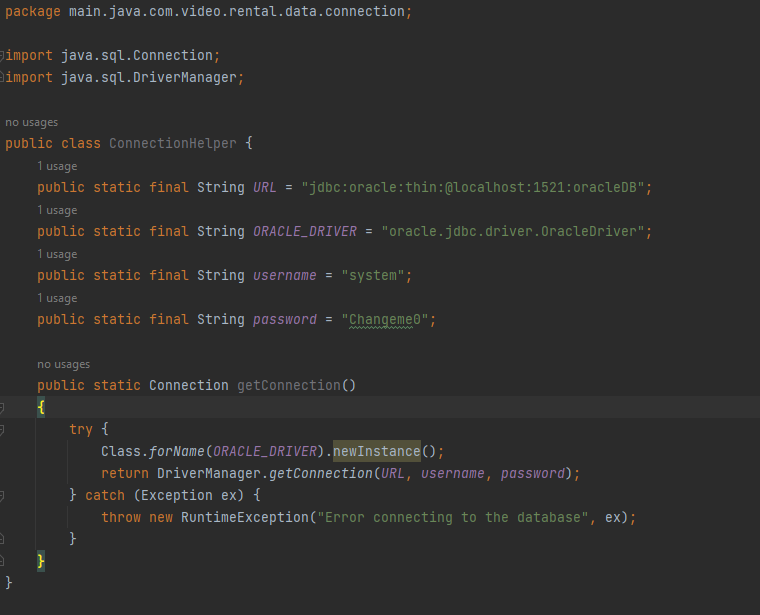 package main.java.com.video.rental.data.connection;
import java.sql.Connection;
import java.sql.DriverManager;
no usages
public class ConnectionHelper {
1 usage
public static final String URL = "jdbc:oracle:thin:@localhost:1521:oracleDB";
1 usage
public static final String ORACLE_DRIVER = "oracle.jdbc.driver.OracleDriver";
1 usage
public static final String username = "system";
1 usage
public static final String password = "Changeme0";
no usages
public static Connection getConnection()
{
try {
Class.forName(ORACLE_DRIVER).newInstance();
return DriverManager.getConnection(URL, username, password);
} catch (Exception ex) {
throw new RuntimeException("Error connecting to the database", ex);
}
}
}